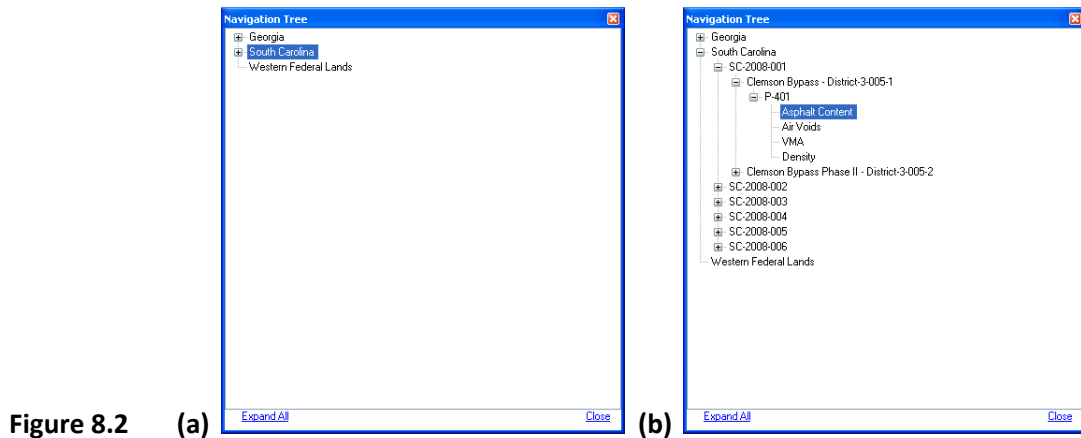 Navigation Tree
Georgia
South Carolina
Western Federal Lands
Expand All
Close
Navigation Tree
Georgia
South Carolina
SC-2008-001
Clemson Bypass - District-3-005-1
P-401
Asphalt Content
Air Voids
VMA
Density
Clemson Bypass Phase II - District-3-005-2
SC-2008-002
SC-2008-003
SC-2008-004
SC-2008-005
SC-2008-006
Western Federal Lands
Expand All
Close
Figure 8.2 (a) (b)